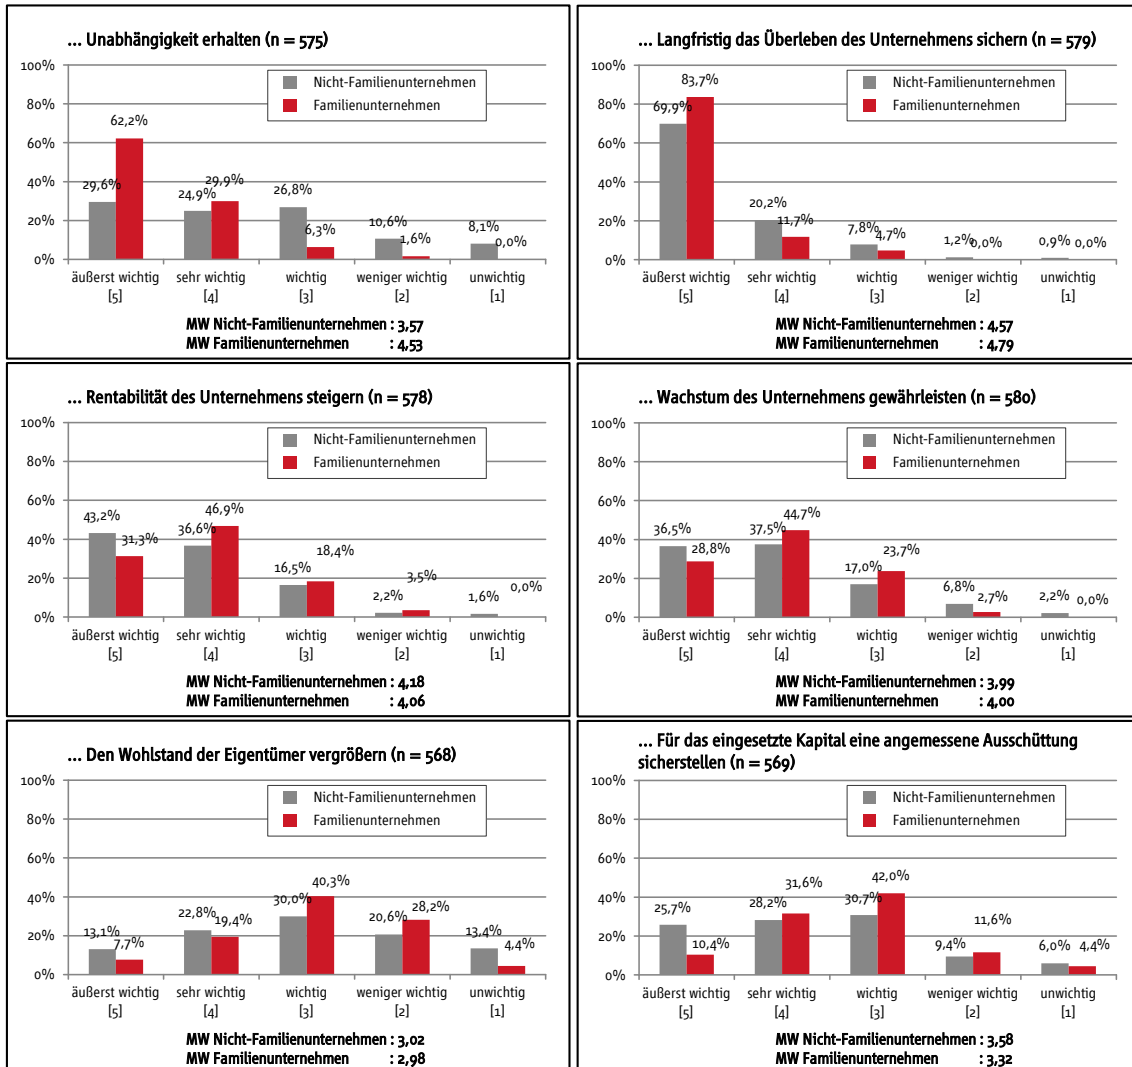 ... Unabhängigkeit erhalten (n = 575)
100%
80%
60%
40%
20%
0%
Nicht-Familienunternehmen
Familienunternehmen
29,6%
62,2%
24,9%
29,9%
26,8%
6,3%
10,6%
1,6%
8,1%
0,0%
äußerst wichtig [5]
sehr wichtig [4]
wichtig [3]
weniger wichtig [2]
unwichtig [1]
MW Nicht-Familienunternehmen : 3,57
MW Familienunternehmen : 4,53
... Langfristig das Überleben des Unternehmens sichern (n = 579)
100%
80%
60%
40%
20%
0%
Nicht-Familienunternehmen
Familienunternehmen
69,9%
83,7%
20,2%
11,7%
7,8%
4,7%
1,2%
0,0%
0,9%
0,0%
äußerst wichtig [5]
sehr wichtig [4]
wichtig [3]
weniger wichtig [2]
unwichtig [1]
MW Nicht-Familienunternehmen : 4,57
MW Familienunternehmen : 4,79
... Rentabilität des Unternehmens steigern (n = 578)
100%
80%
60%
40%
20%
0%
Nicht-Familienunternehmen
Familienunternehmen
43,2%
31,3%
36,6%
46,9%
16,5%
18,4%
2,2%
3,5%
1,6%
0,0%
äußerst wichtig [5]
sehr wichtig [4]
wichtig [3]
weniger wichtig [2]
unwichtig [1]
MW Nicht-Familienunternehmen : 4,18
MW Familienunternehmen : 4,06
... Wachstum des Unternehmens gewährleisten (n = 580)
100%
80%
60%
40%
20%
0%
Nicht-Familienunternehmen
Familienunternehmen
36,5%
28,8%
37,5%
44,7%
17,0%
23,7%
6,8%
2,7%
2,2%
0,0%
äußerst wichtig [5]
sehr wichtig [4]
wichtig [3]
weniger wichtig [2]
unwichtig [1]
MW Nicht-Familienunternehmen : 3,99
MW Familienunternehmen : 4,00
... Den Wohlstand der Eigentümer vergrößern (n = 568)
100%
80%
60%
40%
20%
0%
Nicht-Familienunternehmen
Familienunternehmen
13,1%
7,7%
22,8%
19,4%
30,0%
40,3%
20,6%
28,2%
13,4%
4,4%
äußerst wichtig [5]
sehr wichtig [4]
wichtig [3]
weniger wichtig [2]
unwichtig [1]
MW Nicht-Familienunternehmen : 3,02
MW Familienunternehmen : 2,98
... Für das eingesetzte Kapital eine angemessene Ausschüttung
sicherstellen (n = 569)
100%
80%
60%
40%
20%
0%
Nicht-Familienunternehmen
Familienunternehmen
25,7%
10,4%
28,2%
31,6%
30,7%
42,0%
9,4%
11,6%
6,0%
4,4%
äußerst wichtig [5]
sehr wichtig [4]
wichtig [3]
weniger wichtig [2]
unwichtig [1]
MW Nicht-Familienunternehmen : 3,58
MW Familienunternehmen : 3,32